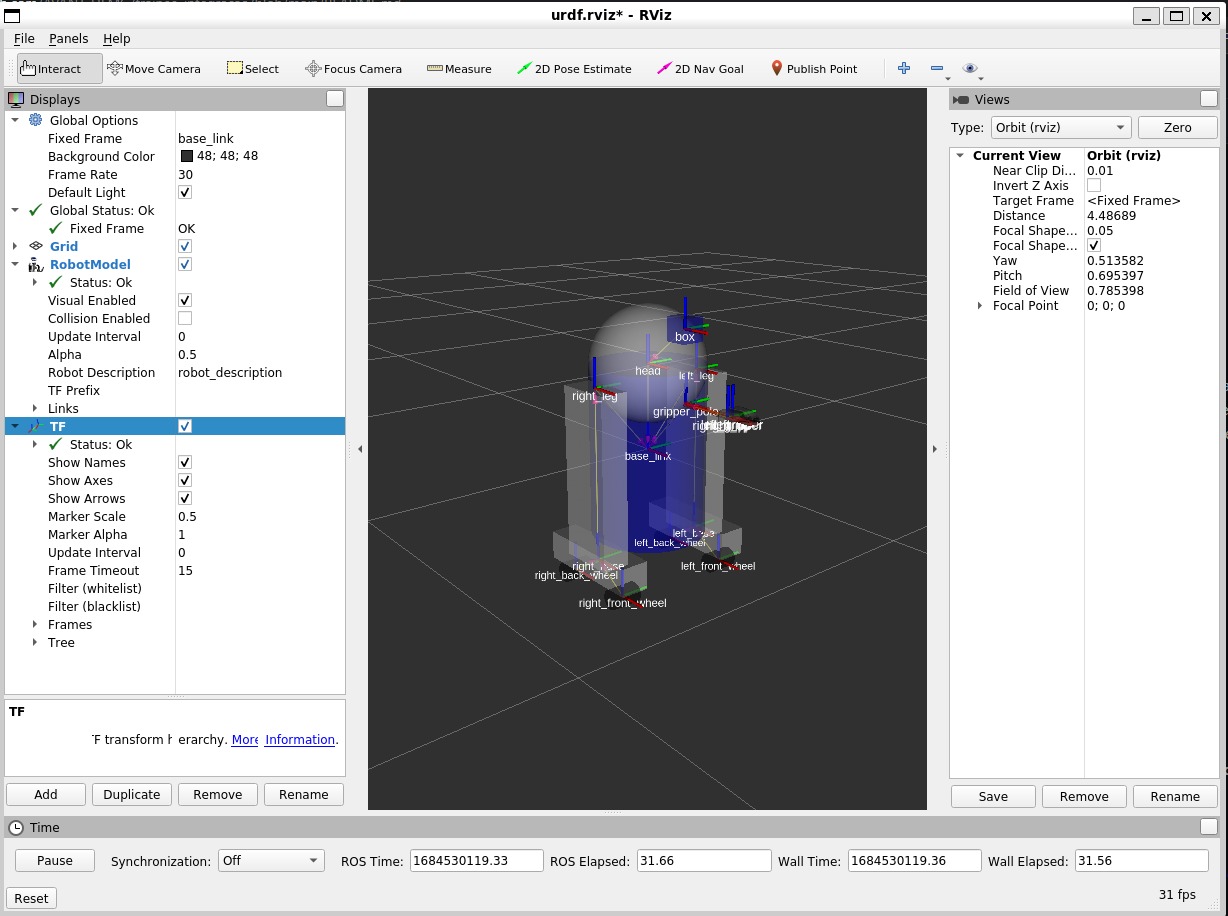 urdf.rviz* - RViz
File Panels Help
Interact Move Camera Select Focus Camera Measure 2D Pose Estimate 2D Nav Goal Publish Point
Displays
Global Options
Fixed Frame base_link
Background Color 48; 48; 48
Frame Rate 30
Default Light
Global Status: Ok
Fixed Frame OK
Grid
RobotModel
Status: Ok
Visual Enabled
Collision Enabled
Update Interval 0
Alpha 0.5
Robot Description robot_description
TF Prefix
Links
TF
Status: Ok
Show Names
Show Axes
Show Arrows
Marker Scale 0.5
Marker Alpha 1
Update Interval 0
Frame Timeout 15
Filter (whitelist)
Filter (blacklist)
Frames
Tree
TF
F transform h erarchy. More Information.
Add Duplicate Remove Rename
box
head
left_leg
right_leg
gripper_pole
base_link
left_base
left_back_wheel
right_base
left_front_wheel
right_back_wheel
right_front_wheel
Views
Type: Orbit (rviz) Zero
Current View Orbit (rviz)
Near Clip Di... 0.01
Invert Z Axis
Target Frame <Fixed Frame>
Distance 4.48689
Focal Shape... 0.05
Focal Shape...
Yaw 0.513582
Pitch 0.695397
Field of View 0.785398
Focal Point 0; 0; 0
Save Remove Rename
Time
Pause Synchronization: Off ROS Time: 1684530119.33 ROS Elapsed: 31.66 Wall Time: 1684530119.36 Wall Elapsed: 31.56
Reset 31 fps